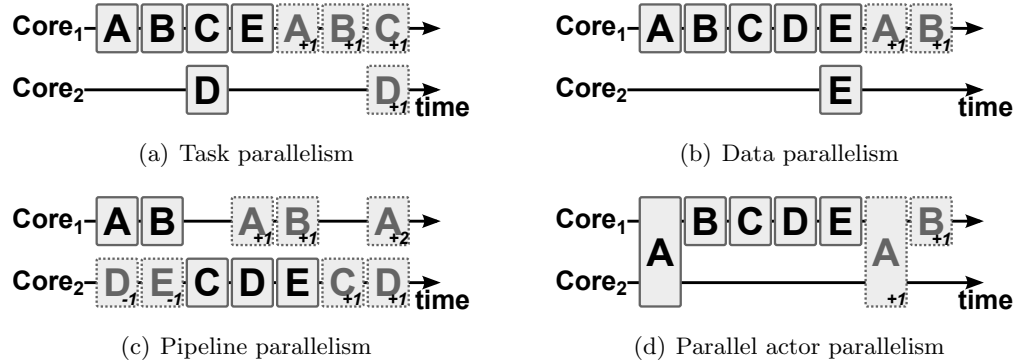 Core1 A B C E A+1 B+1 C+1
Core2 D D+1 time
(a) Task parallelism
Core1 A B C D E A+1 B+1
Core2 E time
(b) Data parallelism
Core1 A B A+1 B+1 A+2
Core2 D-1 E-1 C D E C+1 D+1 time
(c) Pipeline parallelism
Core1 B C D E B+1
A A+1
Core2 time
(d) Parallel actor parallelism